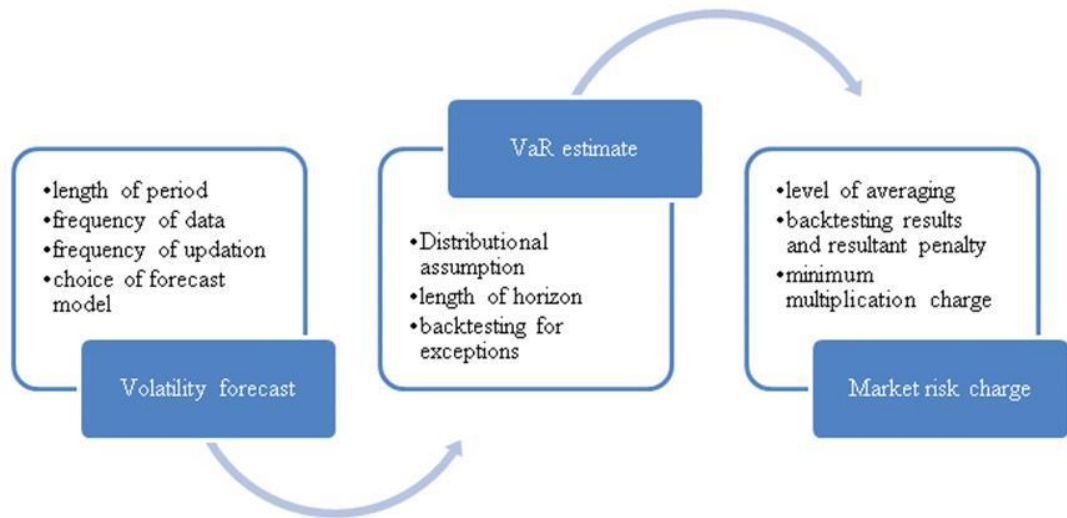 •length of period
•frequency of data
•frequency of updation
•choice of forecast
model
Volatility forecast
VaR estimate
•Distributional
assumption
•length of horizon
•backtesting for
exceptions
•level of averaging
•backtesting results
and resultant penalty
•minimum
multiplication charge
Market risk charge